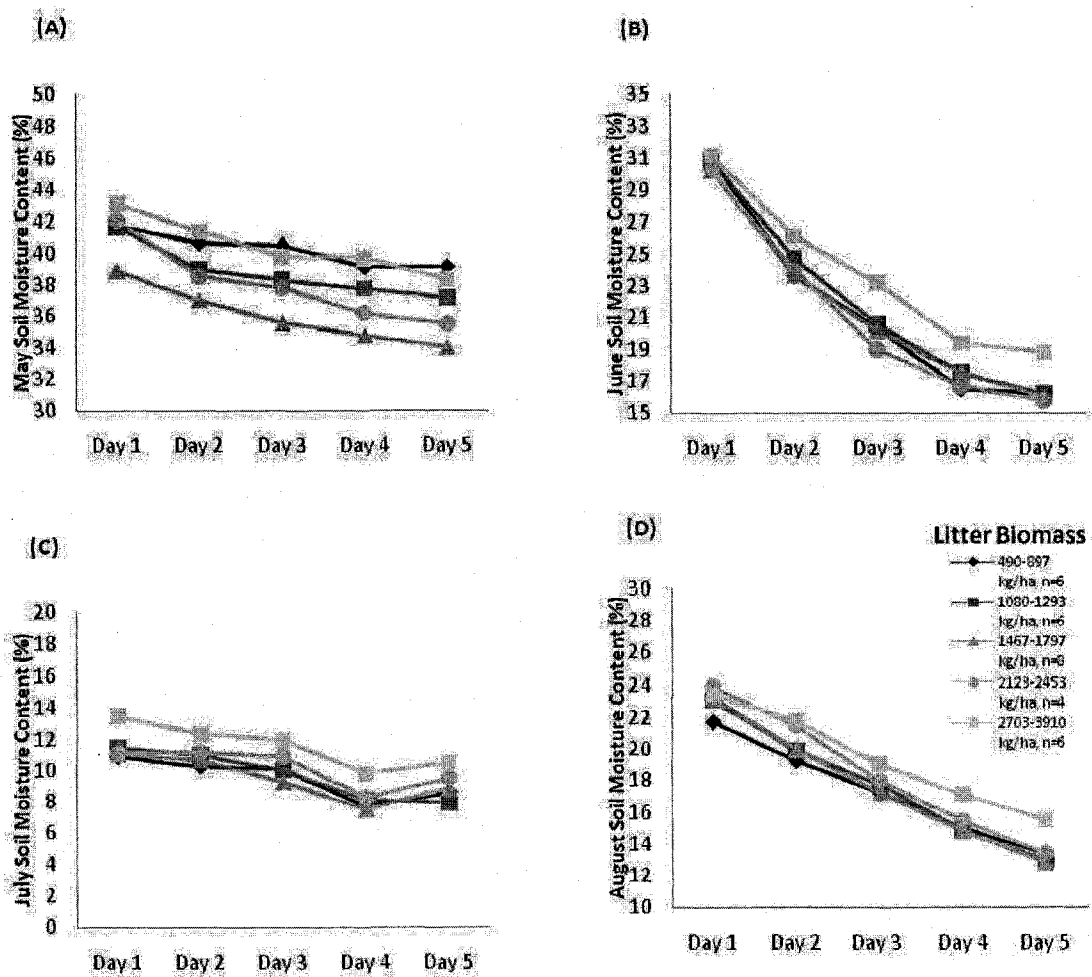 (A)
May Soil Moisture Content (%)
50
48
46
44
42
40
38
36
34
32
30
Day 1 Day 2 Day 3 Day 4 Day 5
(B)
June Soil Moisture Content (%)
35
33
31
29
27
25
23
21
19
17
15
Day 1 Day 2 Day 3 Day 4 Day 5
(C)
July Soil Moisture Content (%)
20
18
16
14
12
10
8
6
4
2
0
Day 1 Day 2 Day 3 Day 4 Day 5
(D)
August Soil Moisture Content (%)
30
28
26
24
22
20
18
16
14
12
10
Day 1 Day 2 Day 3 Day 4 Day 5
Litter Biomass
490-897
kg/ha, n=6
1080-1293
kg/ha, n=6
1467-1797
kg/ha, n=8
2123-2453
kg/ha, n=4
2703-3910
kg/ha, n=6